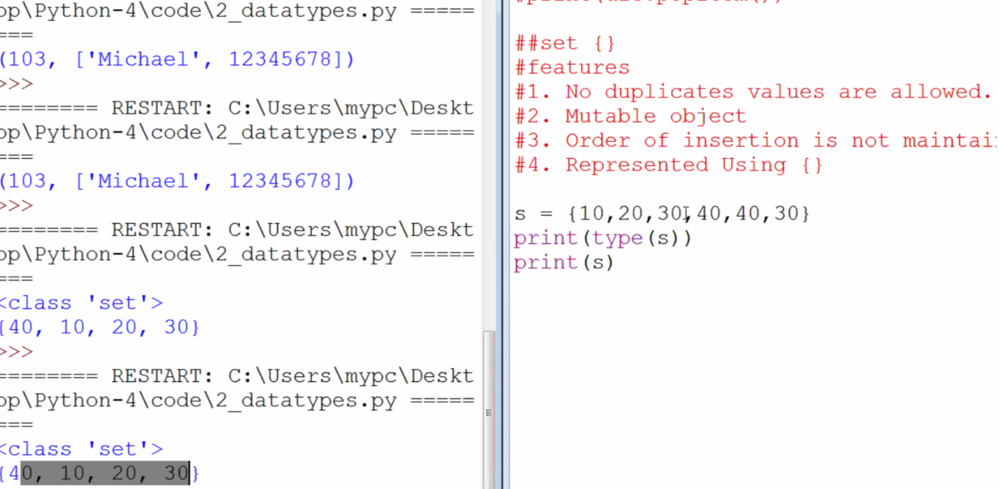 op\Python-4\code\2_datatypes.py =====
===
(103, ['Michael', 12345678])
>>>
======== RESTART: C:\Users\mypc\Deskt
op\Python-4\code\2_datatypes.py =====
===
(103, ['Michael', 12345678])
>>>
======== RESTART: C:\Users\mypc\Deskt
op\Python-4\code\2_datatypes.py =====
===
<class 'set'>
{40, 10, 20, 30}
>>>
======== RESTART: C:\Users\mypc\Deskt
op\Python-4\code\2_datatypes.py =====
===
<class 'set'>
{40, 10, 20, 30}
##set {}
#features
#1. No duplicates values are allowed.
#2. Mutable object
#3. Order of insertion is not maintai
#4. Represented Using {}
s = {10,20,30,40,40,30}
print(type(s))
print(s)